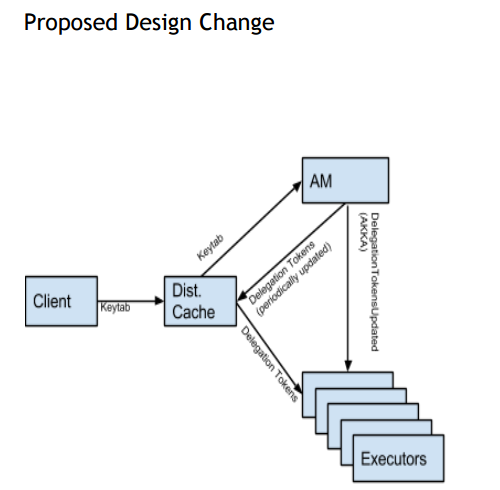 Proposed Design Change
AM
Keytab
Delegation Tokens
(periodically updated)
DelegationTokensUpdated
(AKKA)
Client
Keytab
Dist.
Cache
Delegation Tokens
Executors